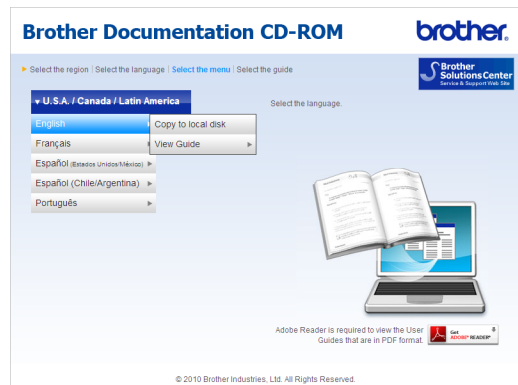 Brother Documentation CD-ROM
brother
Select the region | Select the language | Select the menu | Select the guide
Brother
Solutions Center
Service & Support Web Site
▾ U.S.A. / Canada / Latin America
Select the language.
English
Copy to local disk
Français
View Guide
Español (Estados Unidos/México)
Español (Chile/Argentina)
Português
Adobe Reader is required to view the User
Guides that are in PDF format.
Get
ADOBE® READER®
© 2010 Brother Industries, Ltd. All Rights Reserved.